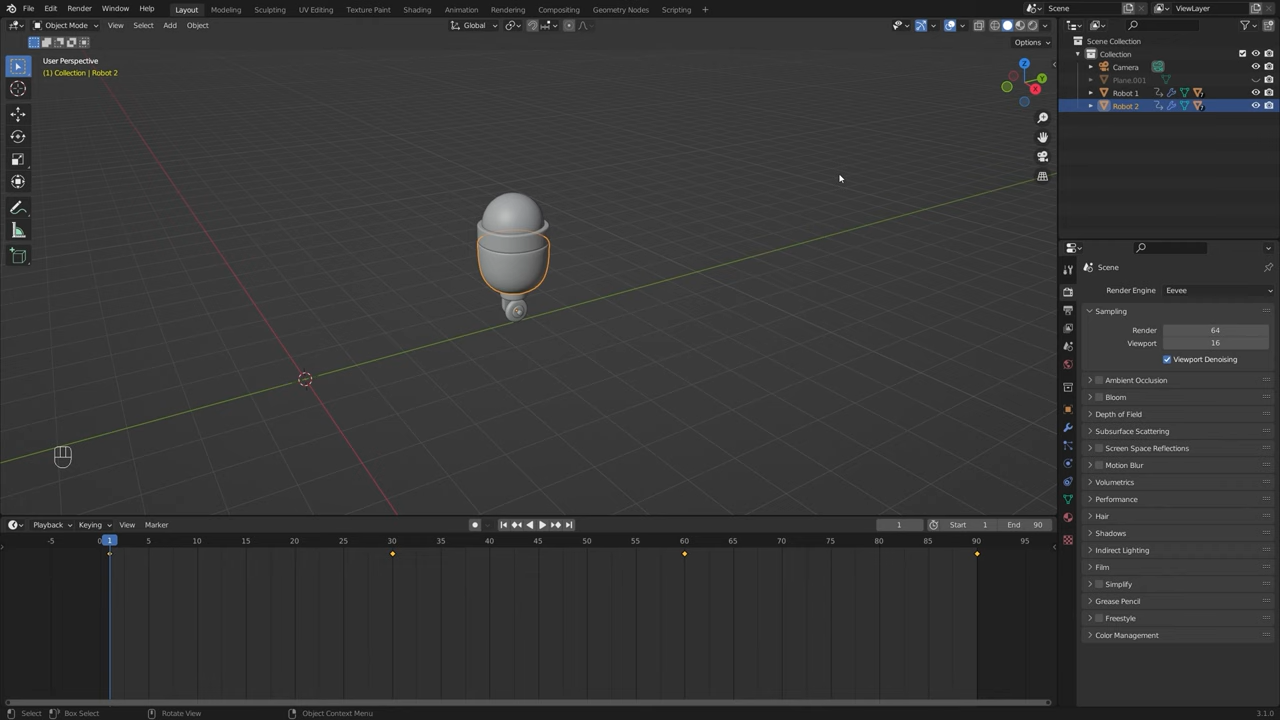 File Edit Render Window Help Layout Modeling Sculpting UV Editing Texture Paint Shading Animation Rendering Compositing Geometry Nodes Scripting Scene ViewLayer
Object Mode View Select Add Object Global
Options
User Perspective
(1) Collection | Robot 2
Z
Y
X
Scene Collection
Collection
Camera
Plane.001
Robot 1
Robot 2
Scene
Render Engine Eevee
Sampling
Render 64
Viewport 16
Viewport Denoising
Ambient Occlusion
Bloom
Depth of Field
Subsurface Scattering
Screen Space Reflections
Motion Blur
Volumetrics
Performance
Hair
Shadows
Indirect Lighting
Film
Simplify
Grease Pencil
Freestyle
Color Management
Playback Keying View Marker 1 Start 1 End 90
-5 0 1 5 10 15 20 25 30 35 40 45 50 55 60 65 70 75 80 85 90 95
Select Box Select Rotate View Object Context Menu 3.1.0